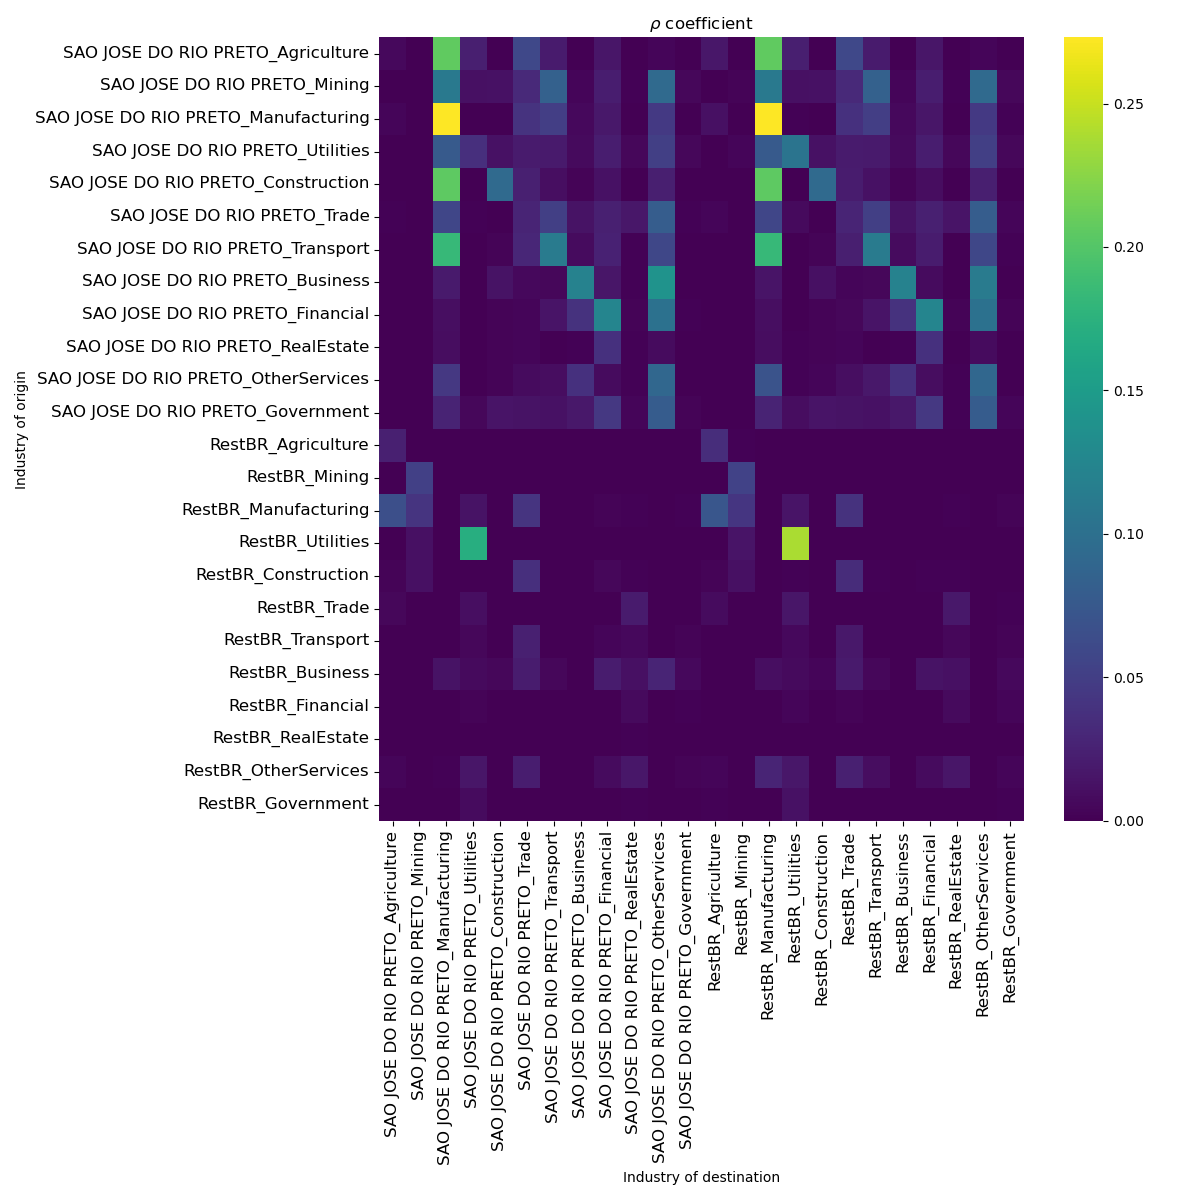 ρ coefficient
SAO JOSE DO RIO PRETO_Agriculture
SAO JOSE DO RIO PRETO_Mining
SAO JOSE DO RIO PRETO_Manufacturing
SAO JOSE DO RIO PRETO_Utilities
SAO JOSE DO RIO PRETO_Construction
SAO JOSE DO RIO PRETO_Trade
SAO JOSE DO RIO PRETO_Transport
SAO JOSE DO RIO PRETO_Business
SAO JOSE DO RIO PRETO_Financial
SAO JOSE DO RIO PRETO_RealEstate
SAO JOSE DO RIO PRETO_OtherServices
SAO JOSE DO RIO PRETO_Government
RestBR_Agriculture
RestBR_Mining
RestBR_Manufacturing
RestBR_Utilities
RestBR_Construction
RestBR_Trade
RestBR_Transport
RestBR_Business
RestBR_Financial
RestBR_RealEstate
RestBR_OtherServices
RestBR_Government
Industry of origin
SAO JOSE DO RIO PRETO_Agriculture
SAO JOSE DO RIO PRETO_Mining
SAO JOSE DO RIO PRETO_Manufacturing
SAO JOSE DO RIO PRETO_Utilities
SAO JOSE DO RIO PRETO_Construction
SAO JOSE DO RIO PRETO_Trade
SAO JOSE DO RIO PRETO_Transport
SAO JOSE DO RIO PRETO_Business
SAO JOSE DO RIO PRETO_Financial
SAO JOSE DO RIO PRETO_RealEstate
SAO JOSE DO RIO PRETO_OtherServices
SAO JOSE DO RIO PRETO_Government
RestBR_Agriculture
RestBR_Mining
RestBR_Manufacturing
RestBR_Utilities
RestBR_Construction
RestBR_Trade
RestBR_Transport
RestBR_Business
RestBR_Financial
RestBR_RealEstate
RestBR_OtherServices
RestBR_Government
Industry of destination
0.25
0.20
0.15
0.10
0.05
0.00